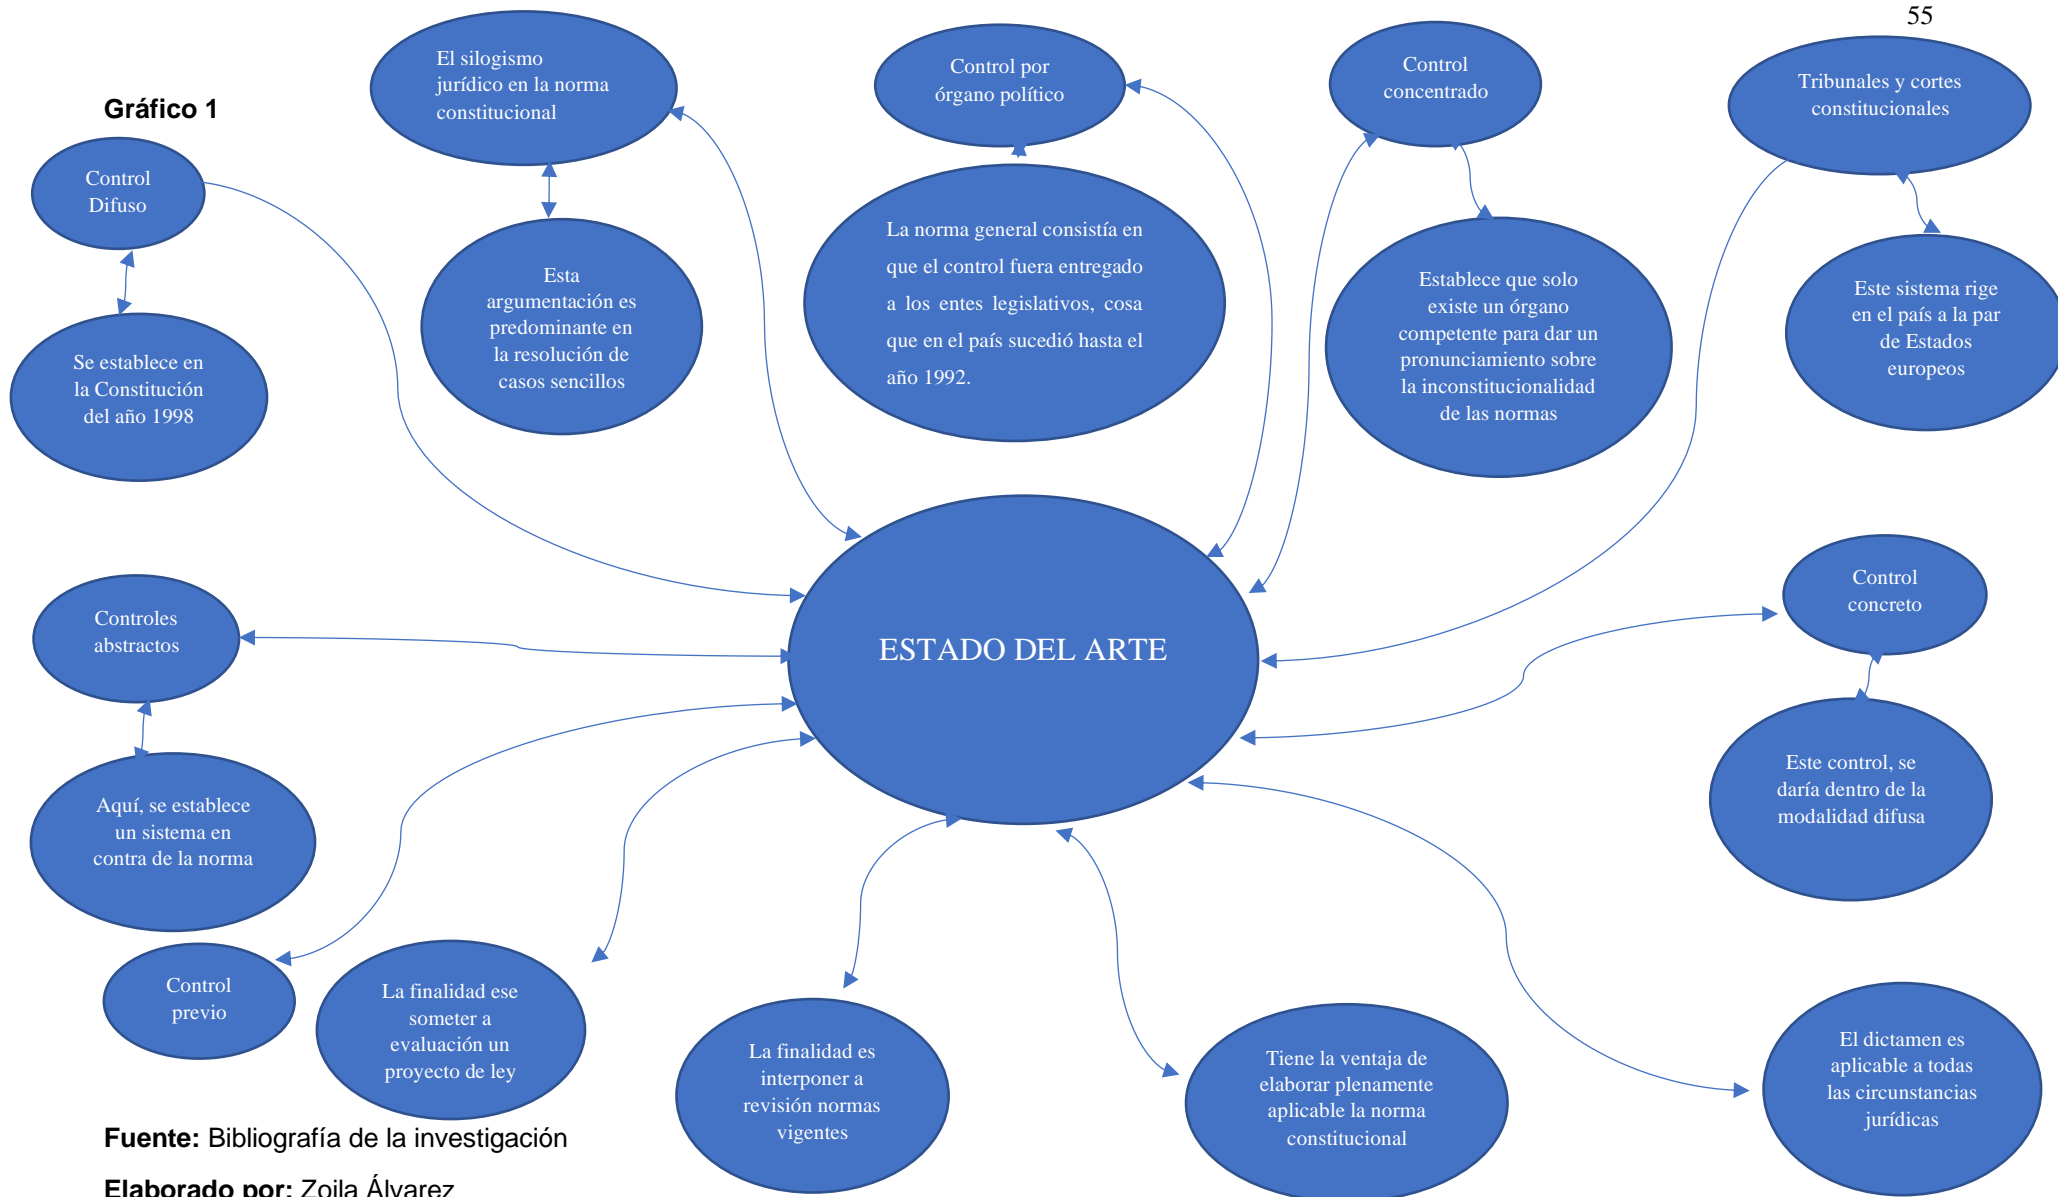 55
Gráfico 1
El silogismo
jurídico en la norma
constitucional
Control por
órgano político
Control
concentrado
Tribunales y cortes
constitucionales
Control
Difuso
Se establece en
la Constitución
del año 1998
Esta
argumentación es
predominante en
la resolución de
casos sencillos
La norma general consistía en
que el control fuera entregado
a los entes legislativos, cosa
que en el país sucedió hasta el
año 1992.
Establece que solo
existe un órgano
competente para dar un
pronunciamiento sobre
la inconstitucionalidad
de las normas
Este sistema rige
en el país a la par
de Estados
europeos
ESTADO DEL ARTE
Controles
abstractos
Control
concreto
Aquí, se establece
un sistema en
contra de la norma
Este control, se
daría dentro de la
modalidad difusa
Control
previo
La finalidad ese
someter a
evaluación un
proyecto de ley
La finalidad es
interponer a
revisión normas
vigentes
Tiene la ventaja de
elaborar plenamente
aplicable la norma
constitucional
El dictamen es
aplicable a todas
las circunstancias
jurídicas
Fuente: Bibliografía de la investigación
Elaborado por: Zoila Álvarez